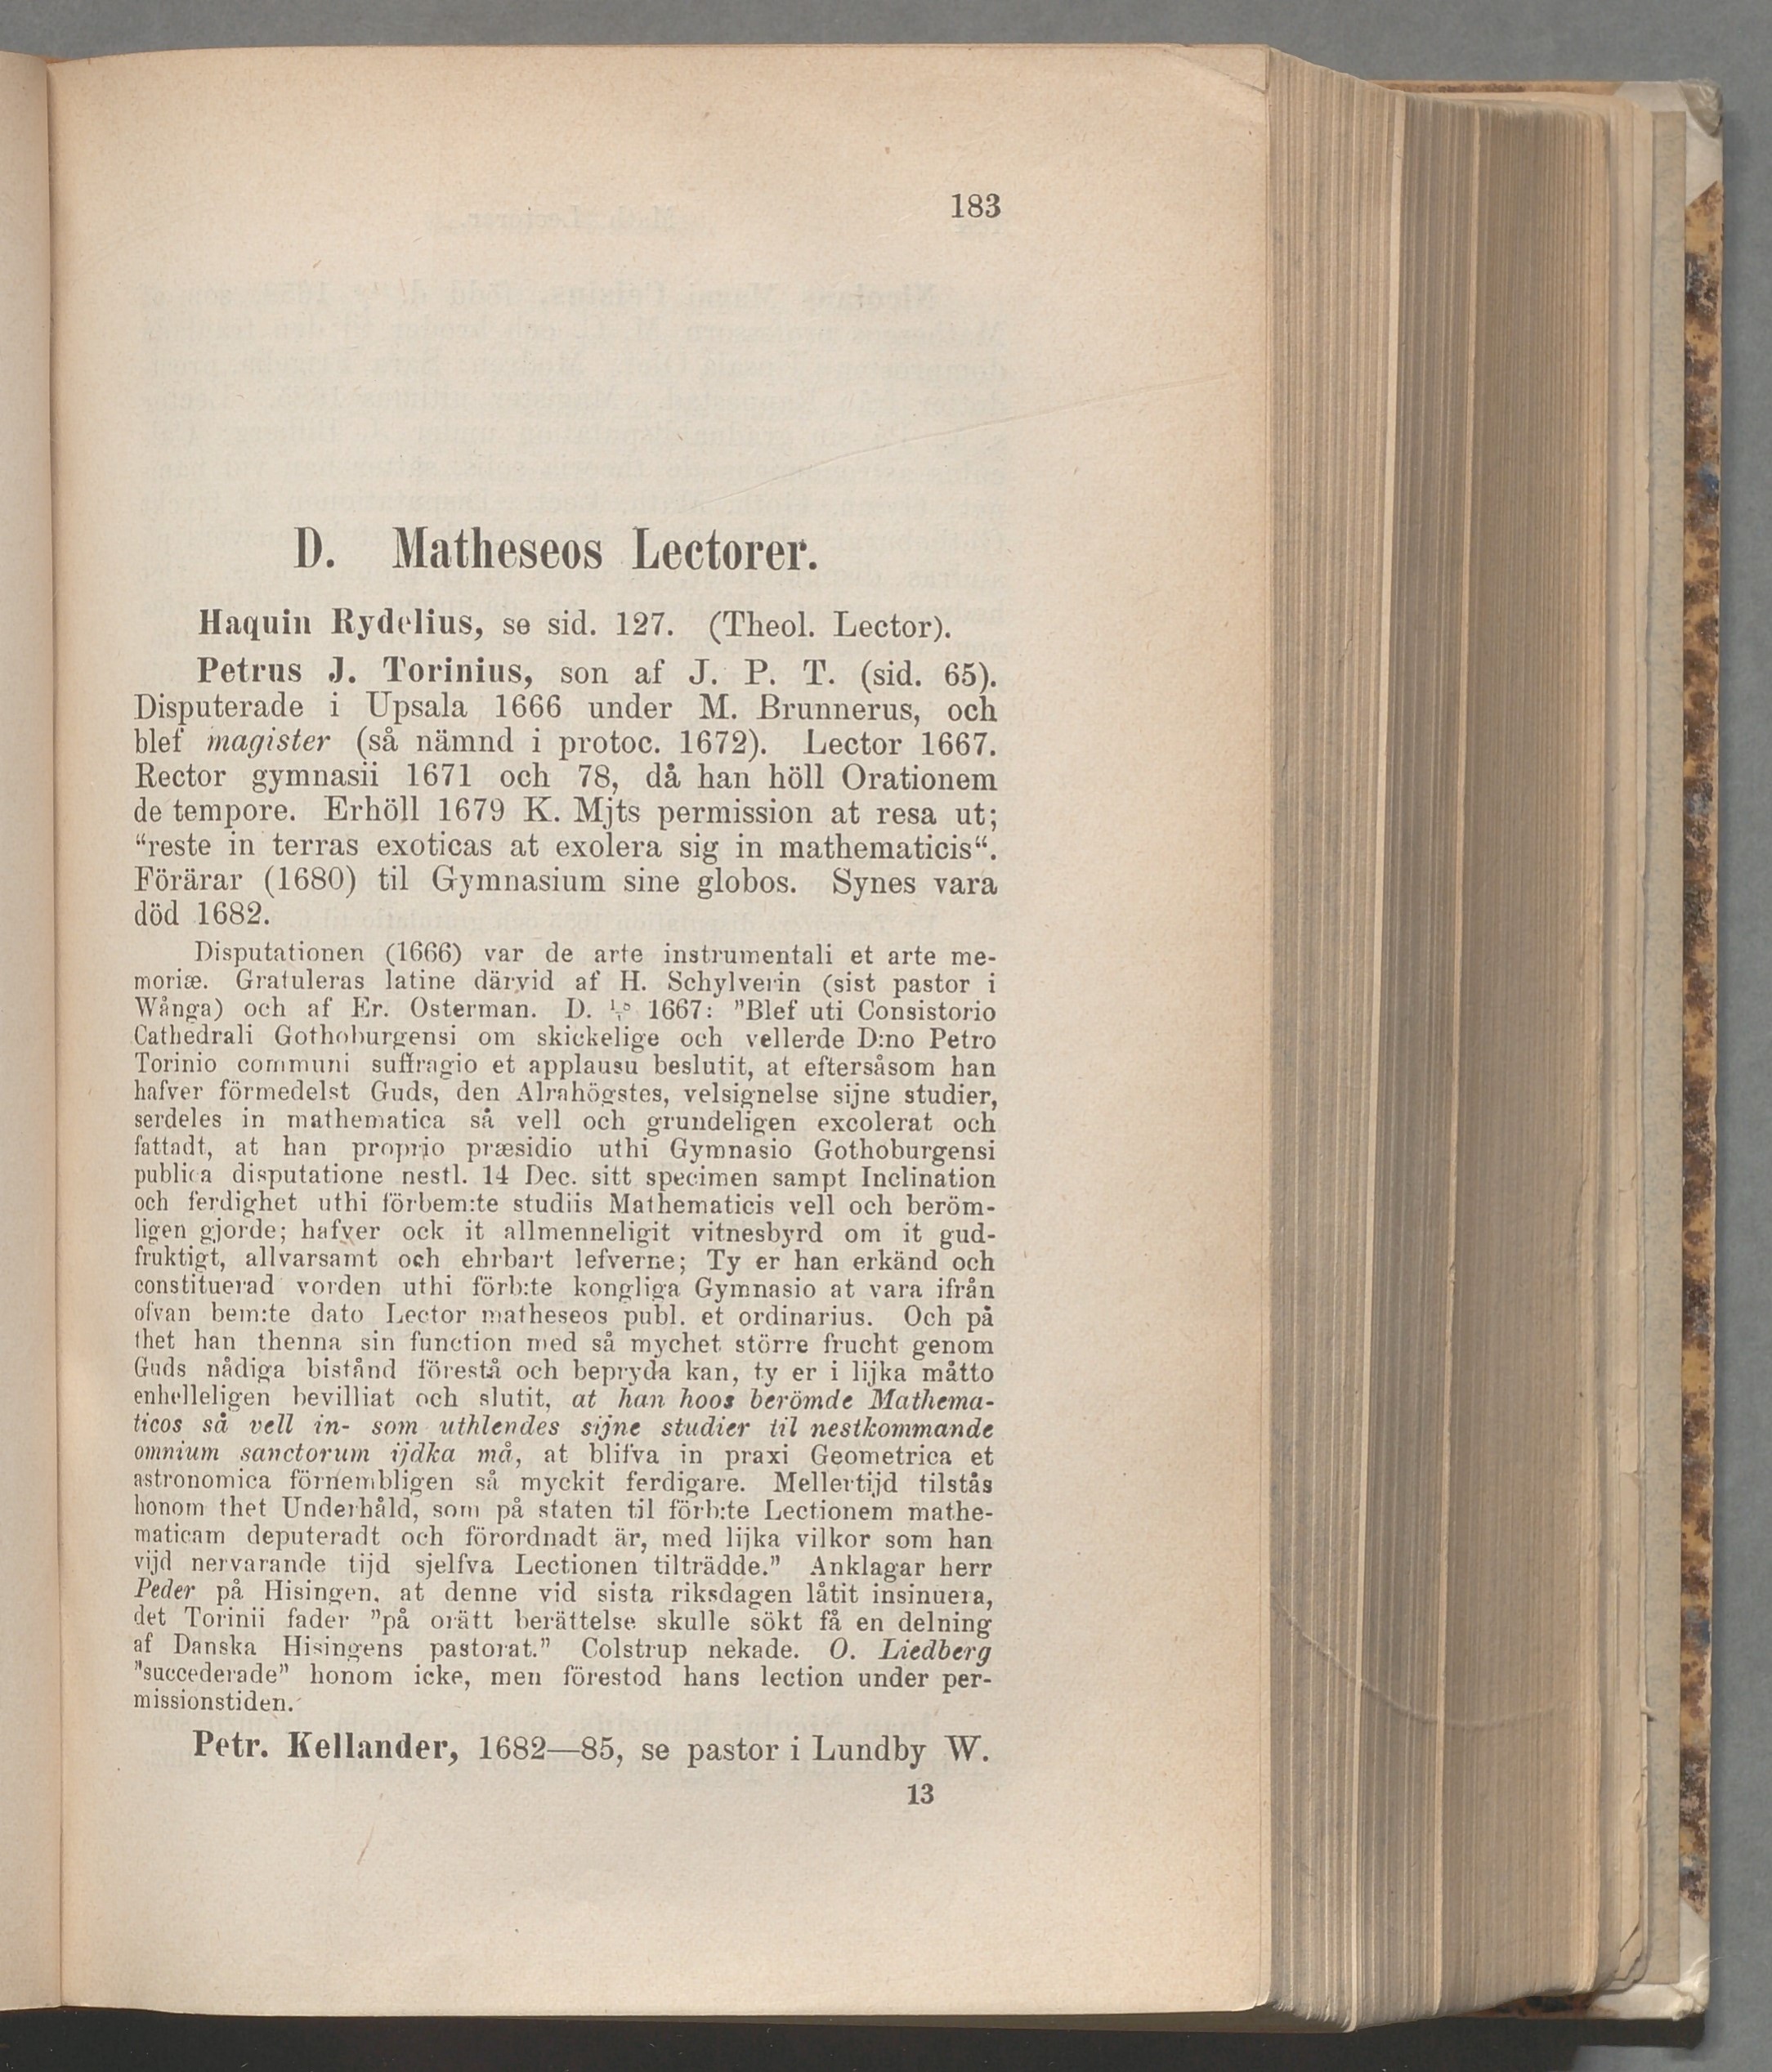 183
D. Matheseos Lectorer.
Haquin Rydelius, se sid. 127. (Theol. Lector).
Petrus J. Torinius, son af J. P. T. (sid. 65).
Disputerade i Upsala 1666 under M. Brunnerus, och
blef magister (så nämnd i protoc. 1672). Lector 1667.
Rector gymnasii 1671 och 78, då han höll Orationem
de tempore. Erhöll 1679 K. Mjts permission at resa ut;
“reste in terras exoticas at exolera sig in mathematicis“.
Förärar (1680) til Gymnasium sine globos. Synes vara
död 1682.
Disputationen (1666) var de arte instrumentali et arte me-
moriæ. Gratuleras latine därvid af H. Schylverin (sist pastor i
Wånga) och af Er. Osterman. D. 1667: ”Blef uti Consistorio
Cathedrali Gothoburgensi om skickelige och vellerde D:no Petro
Torinio communi suffragio et applausu beslutit, at eftersåsom han
hafver förmedelst Guds, den Alrahögstes, velsignelse sijne studier,
serdeles in mathematica så vell och grundeligen excolerat och
fattadt, at han proprio præsidio uthi Gymnasio Gothoburgensi
publica disputatione nestl. 14 Dec. sitt specimen sampt Inclination
och ferdighet uthi förbem:te studiis Mathematicis vell och beröm-
ligen gjorde; hafver ock it allmenneligit vitnesbyrd om it gud-
fruktigt, allvarsamt och ehrbart lefverne; Ty er han erkänd och
constituerad vorden uthi förb:te kongliga Gymnasio at vara ifrån
ofvan bem:te dato Lector matheseos publ. et ordinarius. Och på
thet han thenna sin function med så mychet större frucht genom
Guds nådiga bistånd förestå och bepryda kan, ty er i lijka måtto
enhelleligen bevilliat och slutit, at han hoos berömde Mathema-
ticos så vell in- som uthlendes sijne studier til nestkommande
omnium sanctorum ijdka må, at blifva in praxi Geometrica et
astronomica förnembligen så myckit ferdigare. Mellertijd tilstås
honom thet Underhåld, som på staten til förb:te Lectionem mathe-
maticam deputeradt och förordnadt är, med lijka vilkor som han
vijd nervarande tijd sjelfva Lectionen tilträdde.” Anklagar herr
Peder på Hisingen, at denne vid sista riksdagen låtit insinuera,
det Torinii fader ”på orätt berättelse skulle sökt få en delning
af Danska Hisingens pastorat.” Colstrup nekade. O. Liedberg
”succederade” honom icke, men förestod hans lection under per-
missionstiden.
Petr. Kellander, 1682—85, se pastor i Lundby W.
13